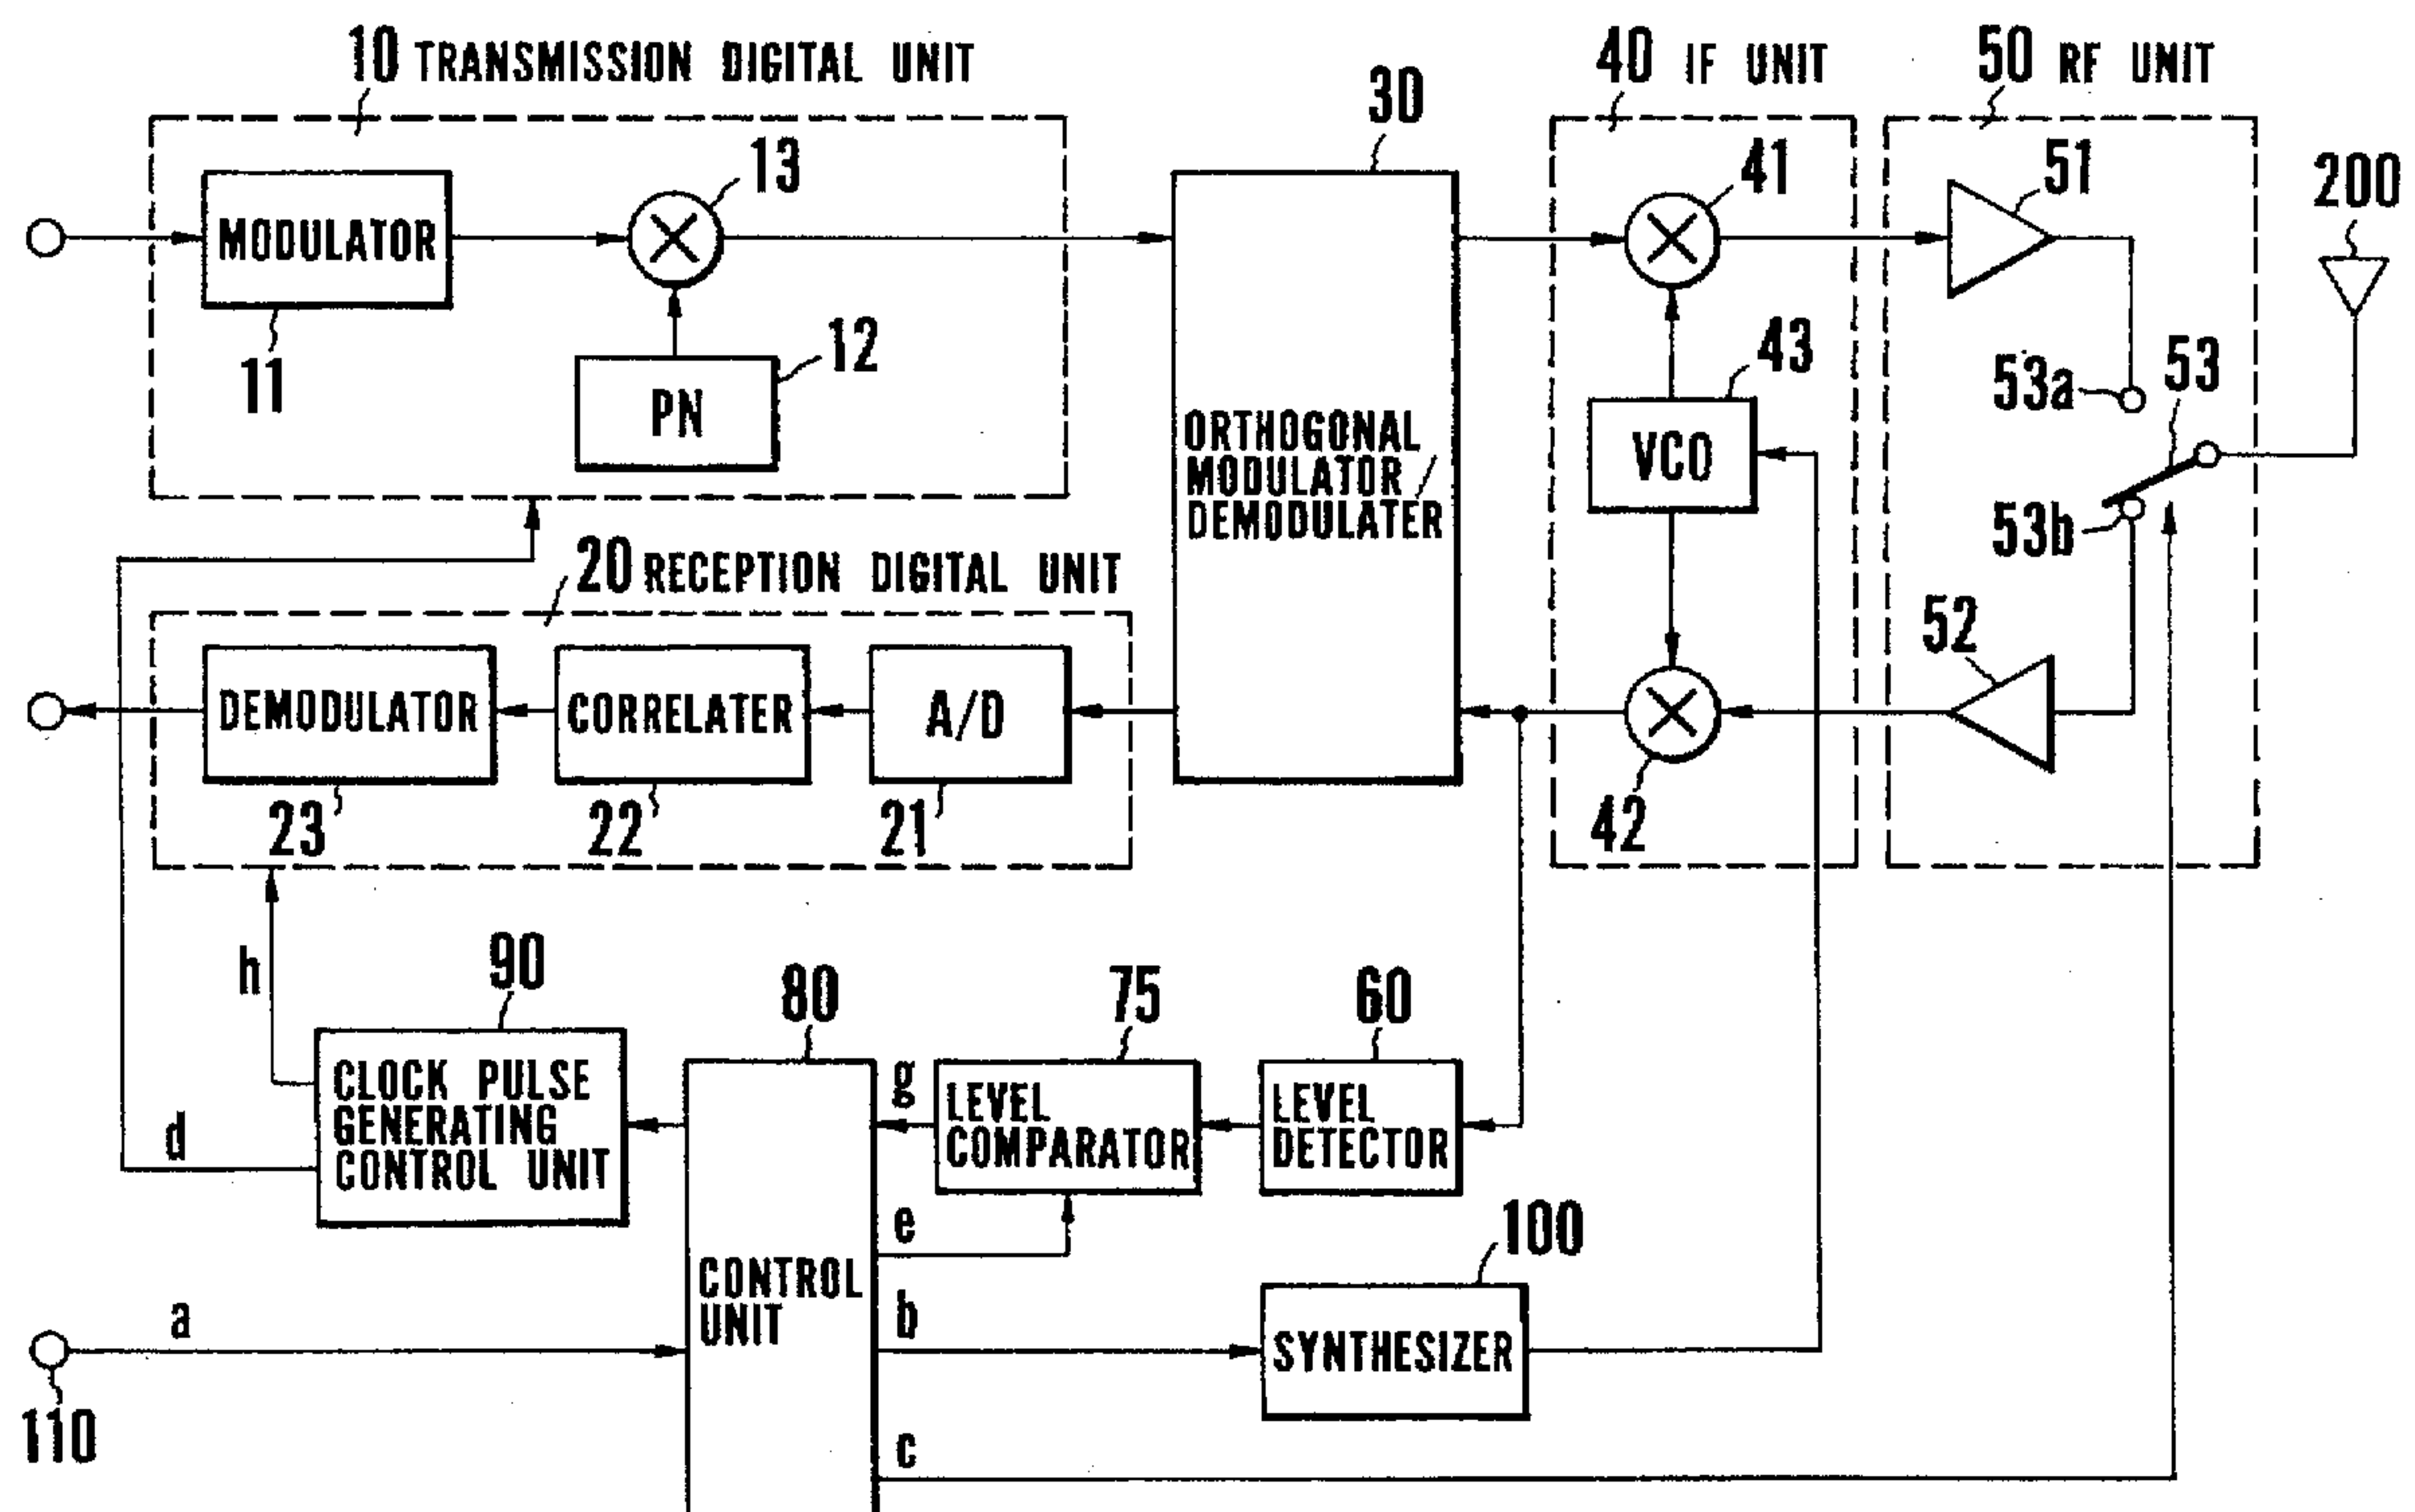 10 TRANSMISSION DIGITAL UNIT
40 IF UNIT
50 RF UNIT
30
13
41
51
200
MODULATOR
11
12
PN
43
53a
53
ORTHOGONAL
MODULATOR/
DEMODULATER
VCO
53b
20 RECEPTION DIGITAL UNIT
52
DEMODULATOR
CORRELATER
A/D
23
22
21
42
h
90
80
75
60
CLOCK PULSE
GENERATING
CONTROL UNIT
g
LEVEL
COMPARATOR
LEVEL
DETECTOR
d
e
100
CONTROL
UNIT
a
b
SYNTHESIZER
110
c